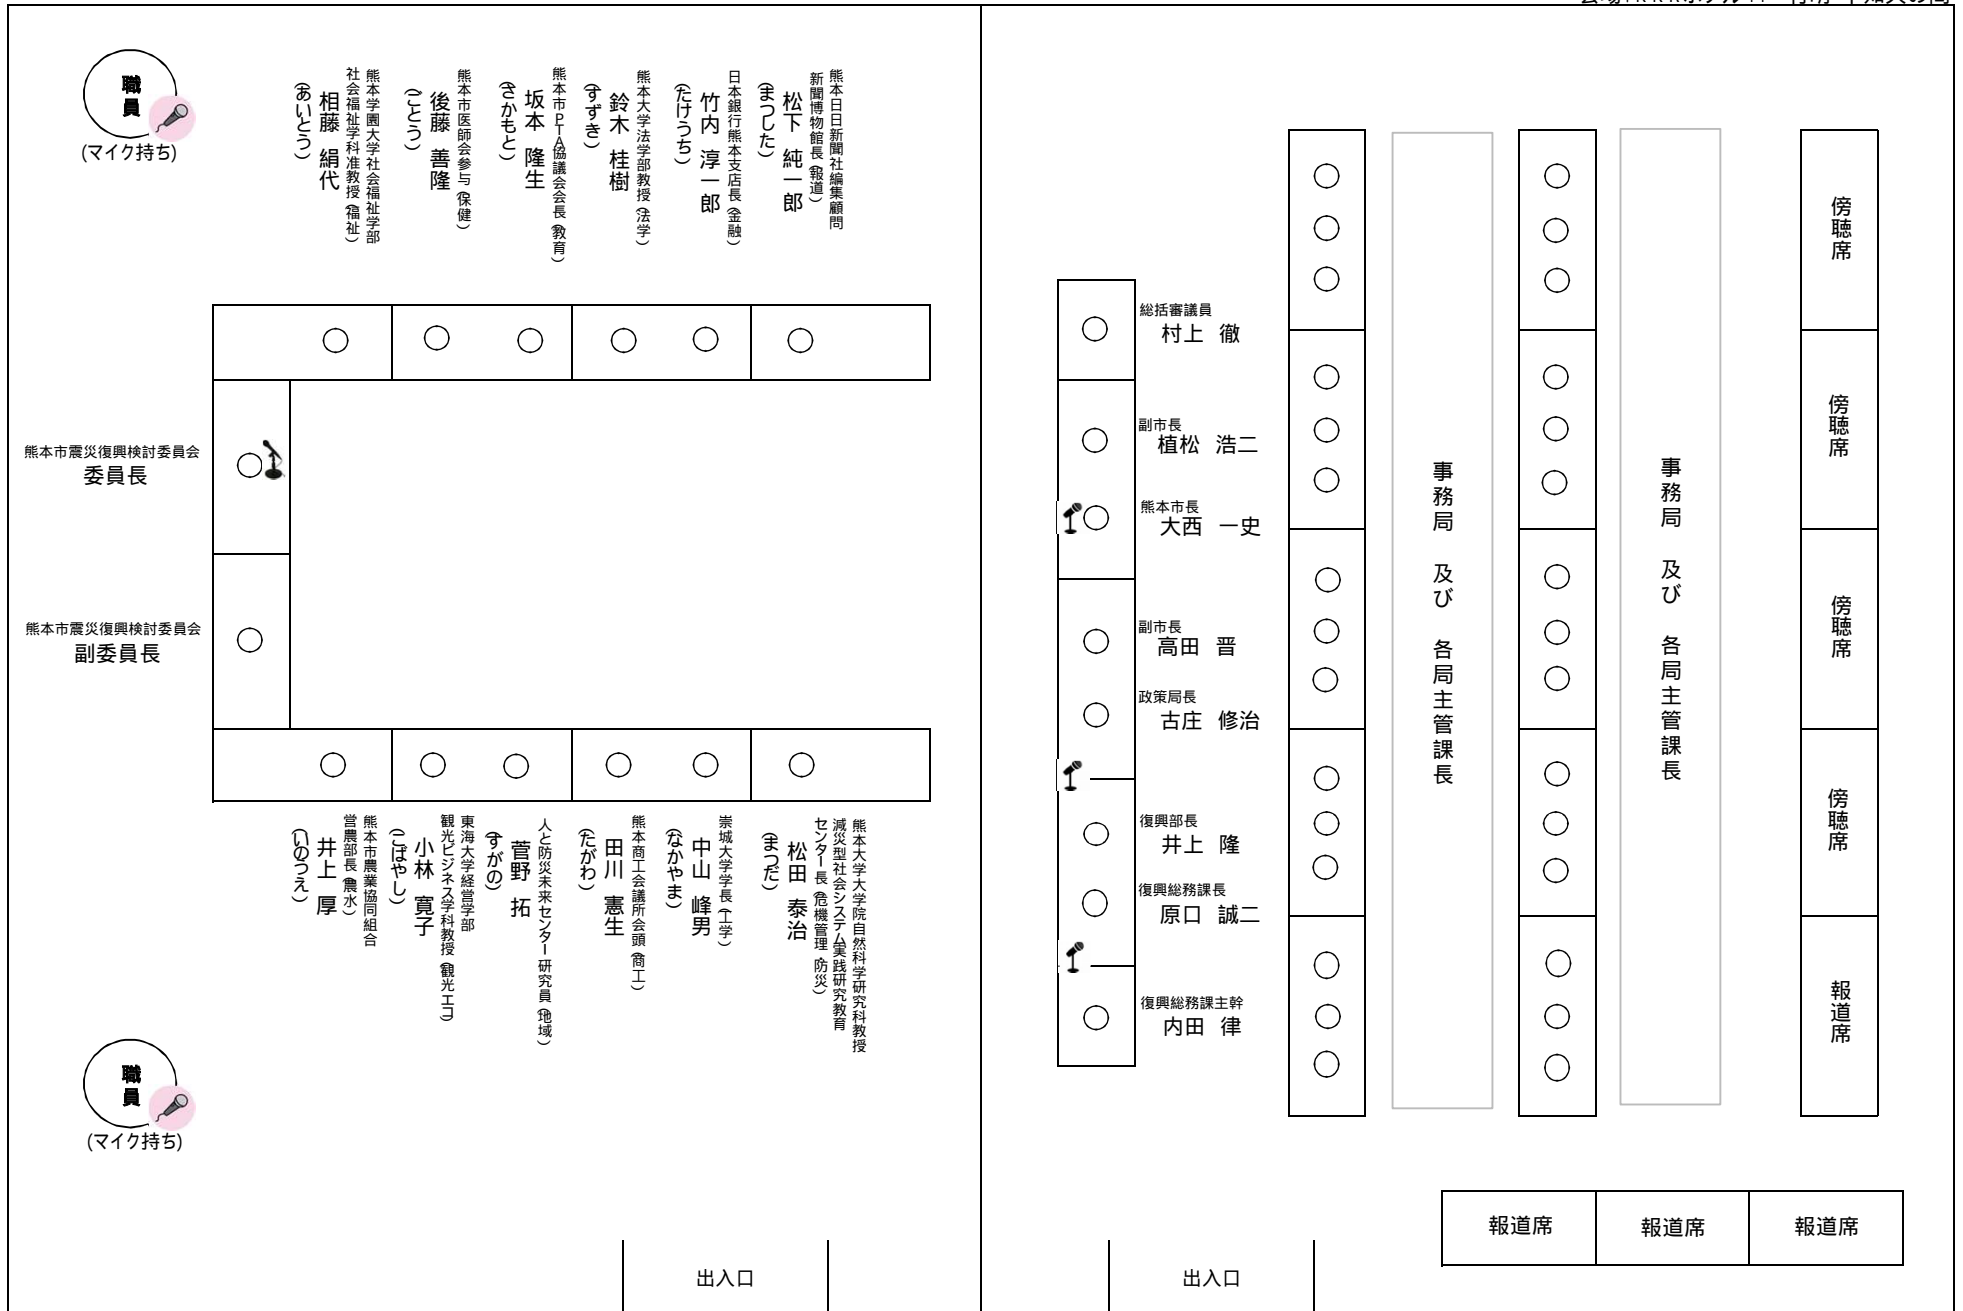 職員
(マイク持ち)
熊本日日新聞社編集顧問
新聞博物館長(報道)
松下 純一郎
(まつした)
日本銀行熊本支店長(金融)
竹内 淳一郎
(たけうち)
熊本大学法学部教授(法学)
鈴木 桂樹
(すずき)
熊本市PTA協議会会長(教育)
坂本 隆生
(さかもと)
熊本市医師会参与(保健)
後藤 善隆
(ごとう)
熊本学園大学社会福祉学部
社会福祉学科准教授(福祉)
相藤 絹代
(あいとう)
熊本市震災復興検討委員会
委員長
熊本市震災復興検討委員会
副委員長
熊本大学大学院自然科学研究科教授
減災型社会システム実践研究教育
センター長(危機管理・防災)
松田 泰治
(まつだ)
崇城大学学長(工学)
中山 峰男
(なかやま)
熊本商工会議所会頭(商工)
田川 憲生
(たがわ)
人と防災未来センター研究員(地域)
菅野 拓
(すがの)
東海大学経営学部
観光ビジネス学科教授(観光・エコ)
小林 寛子
(こばやし)
熊本市農業協同組合
営農部長(農水)
井上 厚
(いのうえ)
職員
(マイク持ち)
出入口
総括審議員
村上 徹
副市長
植松 浩二
熊本市長
大西 一史
副市長
高田 晋
政策局長
古庄 修治
復興部長
井上 隆
復興総務課長
原口 誠二
復興総務課主幹
内田 律
事務局 及び 各局主管課長
事務局 及び 各局主管課長
傍聴席
傍聴席
傍聴席
傍聴席
報道席
報道席
報道席
報道席
出入口